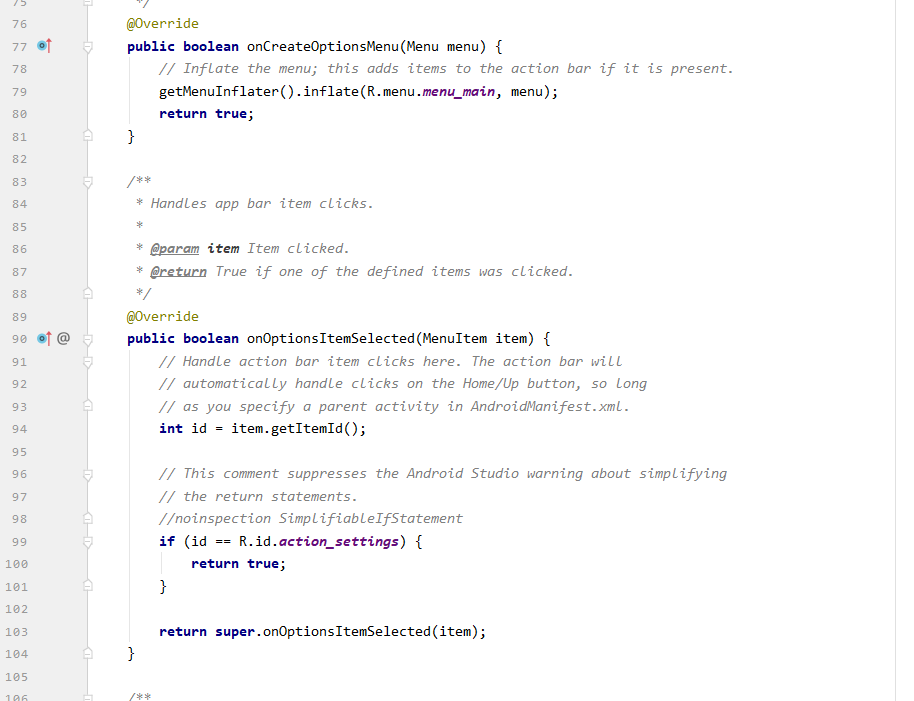 75 */
76 @Override
77 public boolean onCreateOptionsMenu(Menu menu) {
78 // Inflate the menu; this adds items to the action bar if it is present.
79 getMenuInflater().inflate(R.menu.menu_main, menu);
80 return true;
81 }
82
83 /**
84 * Handles app bar item clicks.
85 *
86 * @param item Item clicked.
87 * @return True if one of the defined items was clicked.
88 */
89 @Override
90 @ public boolean onOptionsItemSelected(MenuItem item) {
91 // Handle action bar item clicks here. The action bar will
92 // automatically handle clicks on the Home/Up button, so long
93 // as you specify a parent activity in AndroidManifest.xml.
94 int id = item.getItemId();
95
96 // This comment suppresses the Android Studio warning about simplifying
97 // the return statements.
98 //noinspection SimplifiableIfStatement
99 if (id == R.id.action_settings) {
100 return true;
101 }
102
103 return super.onOptionsItemSelected(item);
104 }
105
106 /**